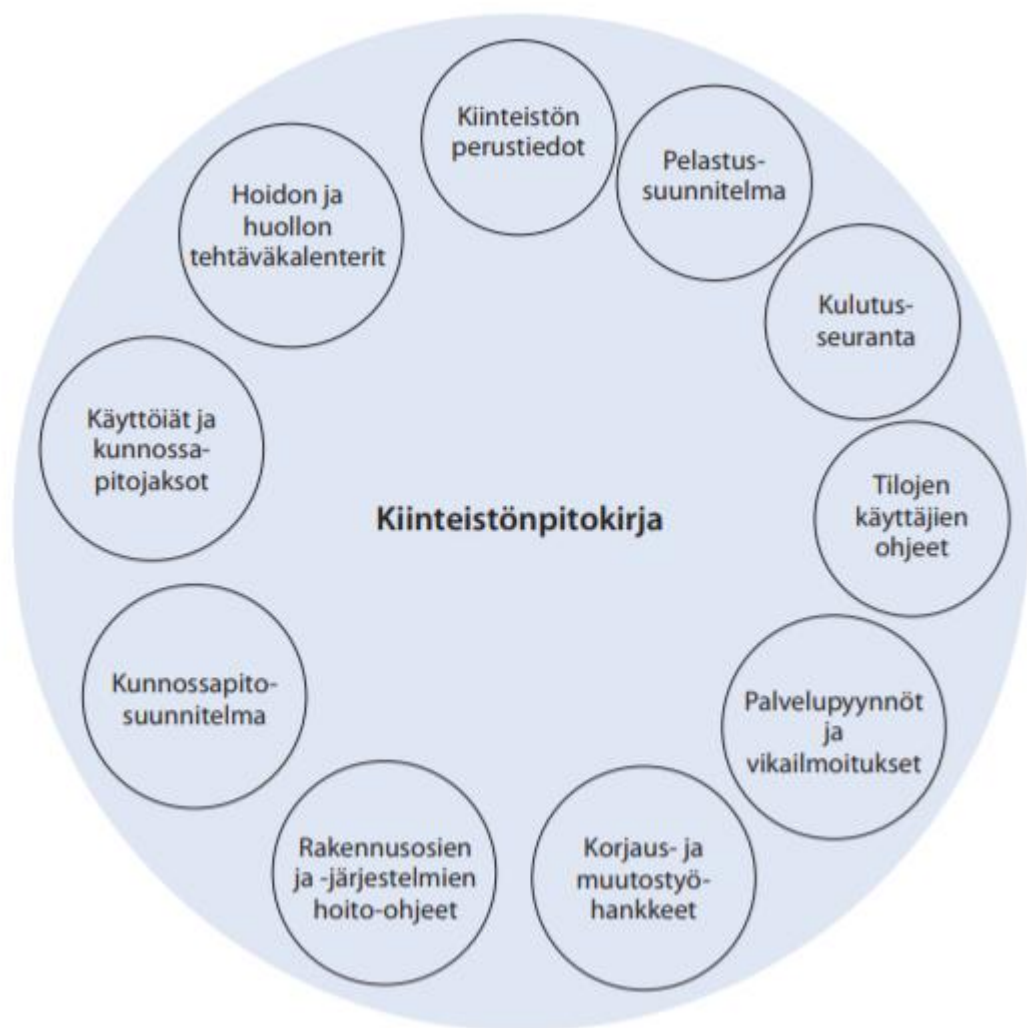 Kiinteistön
perustiedot
Pelastus-
suunnitelma
Kulutus-
seuranta
Tilojen
käyttäjien
ohjeet
Palvelupyynnöt
ja
vikailmoitukset
Korjaus- ja
muutostyö-
hankkeet
Rakennusosien
ja -järjestelmien
hoito-ohjeet
Kunnossapito-
suunnitelma
Käyttöiät ja
kunnossa-
pitojaksot
Hoidon ja
huollon
tehtäväkalenterit
Kiinteistönpitokirja